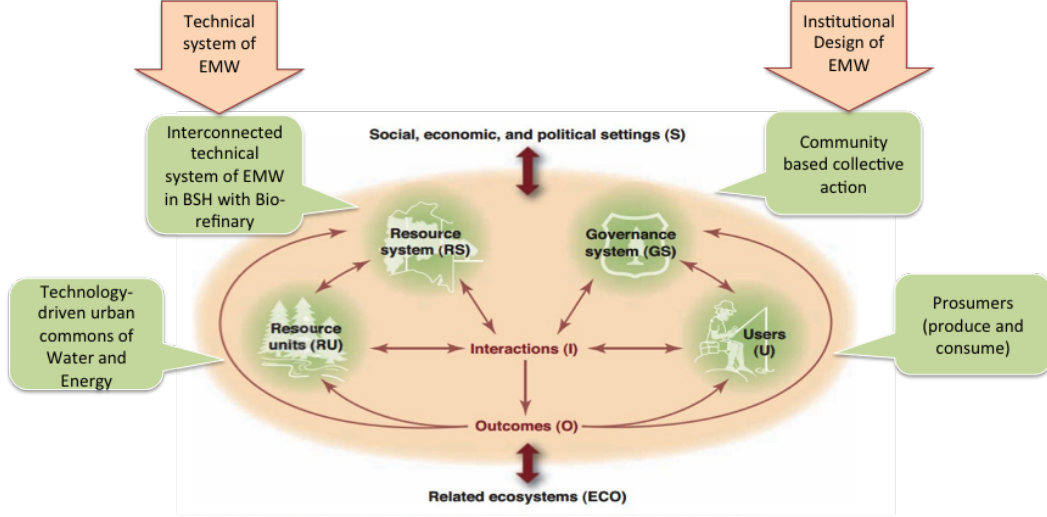 Technical
system of
EMW
Institutional
Design of
EMW
Interconnected
technical
system of EMW
in BSH with Bio-
refinary
Social, economic, and political settings (S)
Community
based collective
action
Resource
system (RS)
Governance
system (GS)
Technology-
driven urban
commons of
Water and
Energy
Resource
units (RU)
Interactions (I)
Users
(U)
Prosumers
(produce and
consume)
Outcomes (O)
Related ecosystems (ECO)